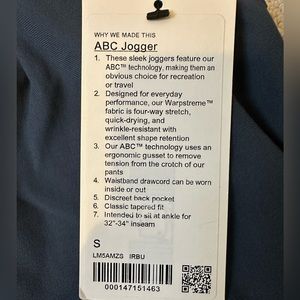 WHY WE MADE THIS
ABC Jogger
1. These sleek joggers feature our
ABC™ technology, making them an
obvious choice for recreation
or travel
2. Designed for everyday
performance, our Warpstreme™
fabric is four-way stretch,
quick-drying, and
wrinkle-resistant with
excellent shape retention
3. Our ABC™ technology uses an
ergonomic gusset to remove
tension from the crotch of our
pants
4. Waistband drawcord can be worn
inside or out
5. Discreet back pocket
6. Classic tapered fit
7. Intended to sit at ankle for
32"-34" inseam
S
LM5AMZS IRBU
000147151463